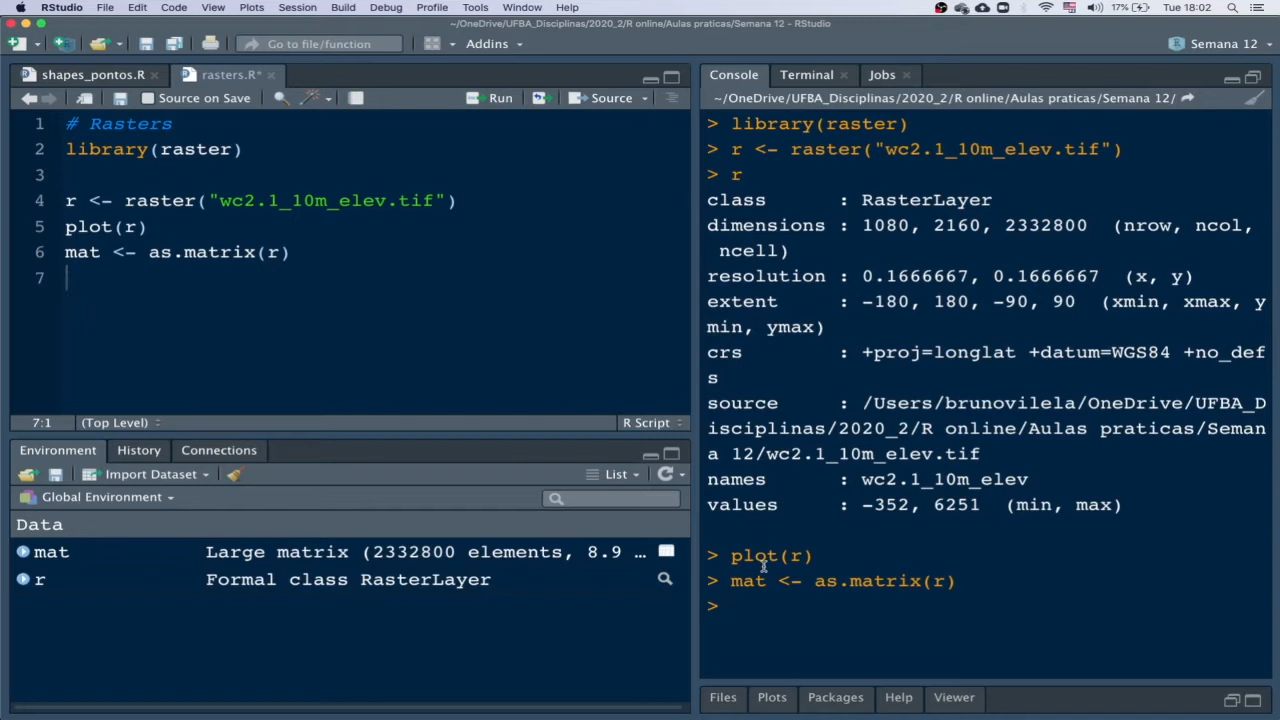 RStudio File Edit Code View Plots Session Build Debug Profile Tools Window Help 17% Tue 18:02
~/OneDrive/UFBA_Disciplinas/2020_2/R online/Aulas praticas/Semana 12 - RStudio
Go to file/function Addins Semana 12
shapes_pontos.R rasters.R*
Source on Save Run Source
1 # Rasters
2 library(raster)
3
4 r <- raster("wc2.1_10m_elev.tif")
5 plot(r)
6 mat <- as.matrix(r)
7
7:1 (Top Level) R Script
Environment History Connections
Import Dataset List
Global Environment
Data
mat Large matrix (2332800 elements, 8.9 …
r Formal class RasterLayer
Console Terminal Jobs
~/OneDrive/UFBA_Disciplinas/2020_2/R online/Aulas praticas/Semana 12/
> library(raster)
> r <- raster("wc2.1_10m_elev.tif")
> r
class : RasterLayer
dimensions : 1080, 2160, 2332800 (nrow, ncol,
ncell)
resolution : 0.1666667, 0.1666667 (x, y)
extent : -180, 180, -90, 90 (xmin, xmax, y
min, ymax)
crs : +proj=longlat +datum=WGS84 +no_def
s
source : /Users/brunovilela/OneDrive/UFBA_D
isciplinas/2020_2/R online/Aulas praticas/Seman
a 12/wc2.1_10m_elev.tif
names : wc2.1_10m_elev
values : -352, 6251 (min, max)
> plot(r)
> mat <- as.matrix(r)
>
Files Plots Packages Help Viewer